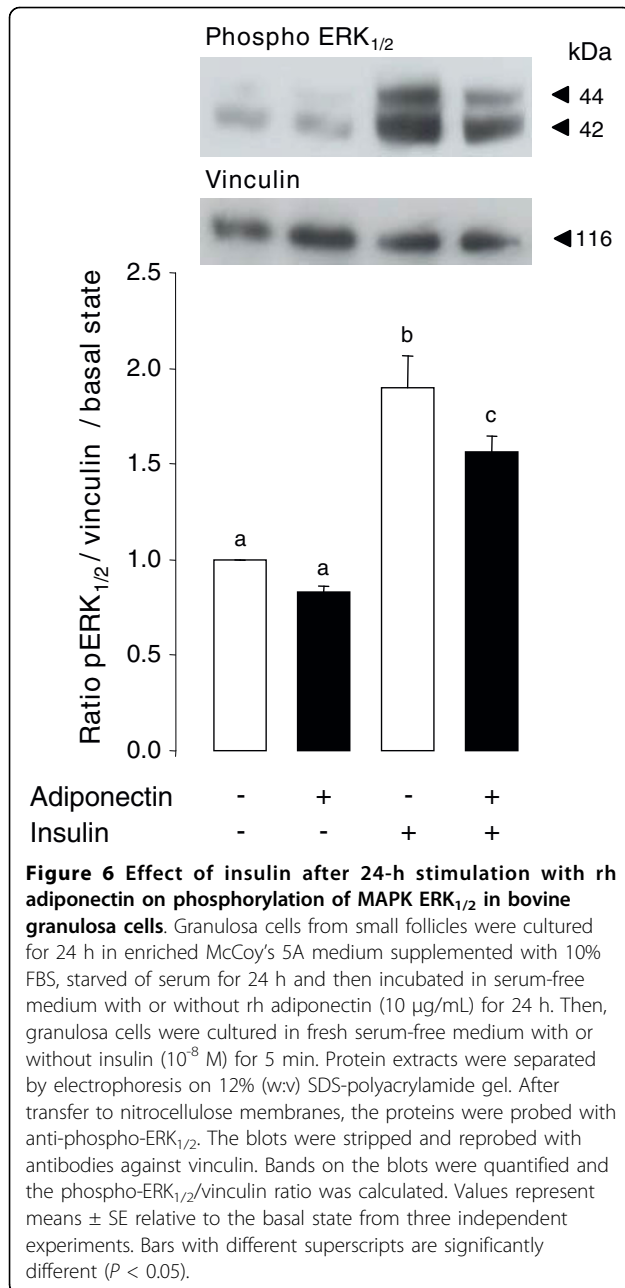 Phospho ERK1/2
kDa
44
42
Vinculin
116
2.5
2.0
1.5
1.0
0.5
0.0
Ratio pERK1/2 / vinculin / basal state
a
a
b
c
Adiponectin - + - +
Insulin - - + +
Figure 6 Effect of insulin after 24-h stimulation with rh
adiponectin on phosphorylation of MAPK ERK1/2 in bovine
granulosa cells. Granulosa cells from small follicles were cultured
for 24 h in enriched McCoy's 5A medium supplemented with 10%
FBS, starved of serum for 24 h and then incubated in serum-free
medium with or without rh adiponectin (10 μg/mL) for 24 h. Then,
granulosa cells were cultured in fresh serum-free medium with or
without insulin (10-8 M) for 5 min. Protein extracts were separated
by electrophoresis on 12% (w:v) SDS-polyacrylamide gel. After
transfer to nitrocellulose membranes, the proteins were probed with
anti-phospho-ERK1/2. The blots were stripped and reprobed with
antibodies against vinculin. Bands on the blots were quantified and
the phospho-ERK1/2/vinculin ratio was calculated. Values represent
means ± SE relative to the basal state from three independent
experiments. Bars with different superscripts are significantly
different (P < 0.05).